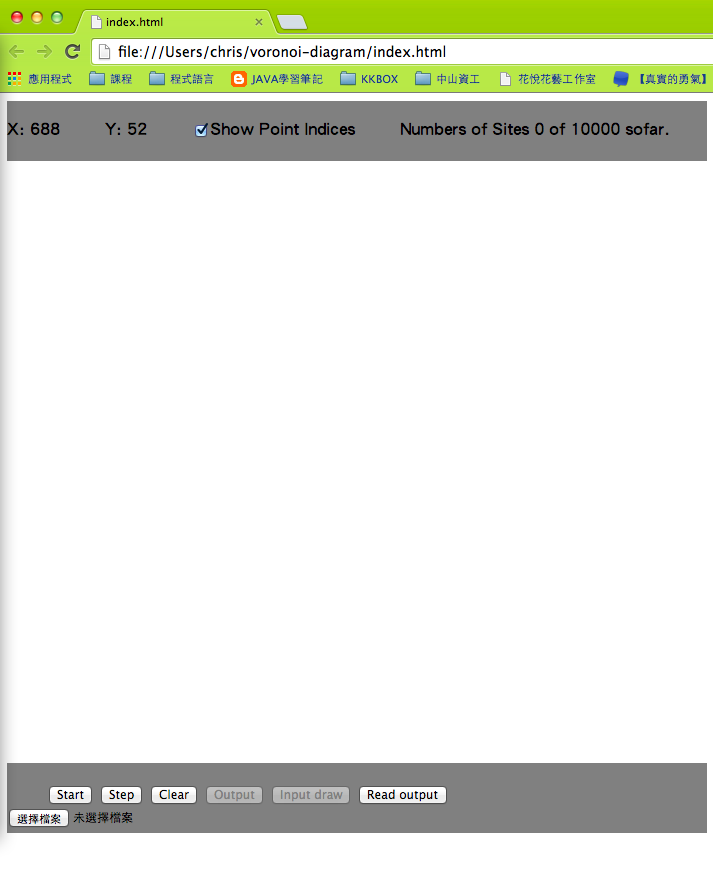 index.html
file:///Users/chris/voronoi-diagram/index.html
應用程式 課程 程式語言 JAVA學習筆記 KKBOX 中山資工 花悅花藝工作室 【真實的勇氣】
X: 688 Y: 52 Show Point Indices Numbers of Sites 0 of 10000 sofar.
Start Step Clear Output Input draw Read output
選擇檔案 未選擇檔案